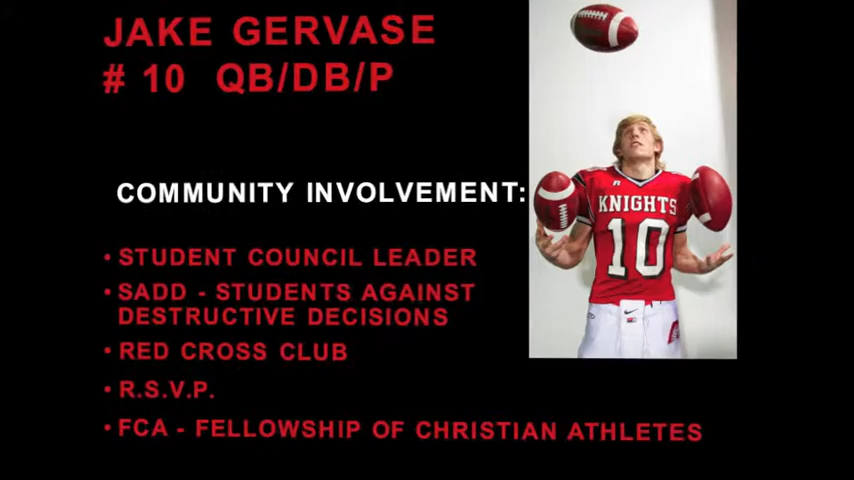 JAKE GERVASE
# 10 QB/DB/P
COMMUNITY INVOLVEMENT:
• STUDENT COUNCIL LEADER
• SADD - STUDENTS AGAINST
DESTRUCTIVE DECISIONS
• RED CROSS CLUB
• R.S.V.P.
• FCA - FELLOWSHIP OF CHRISTIAN ATHLETES
KNIGHTS
10